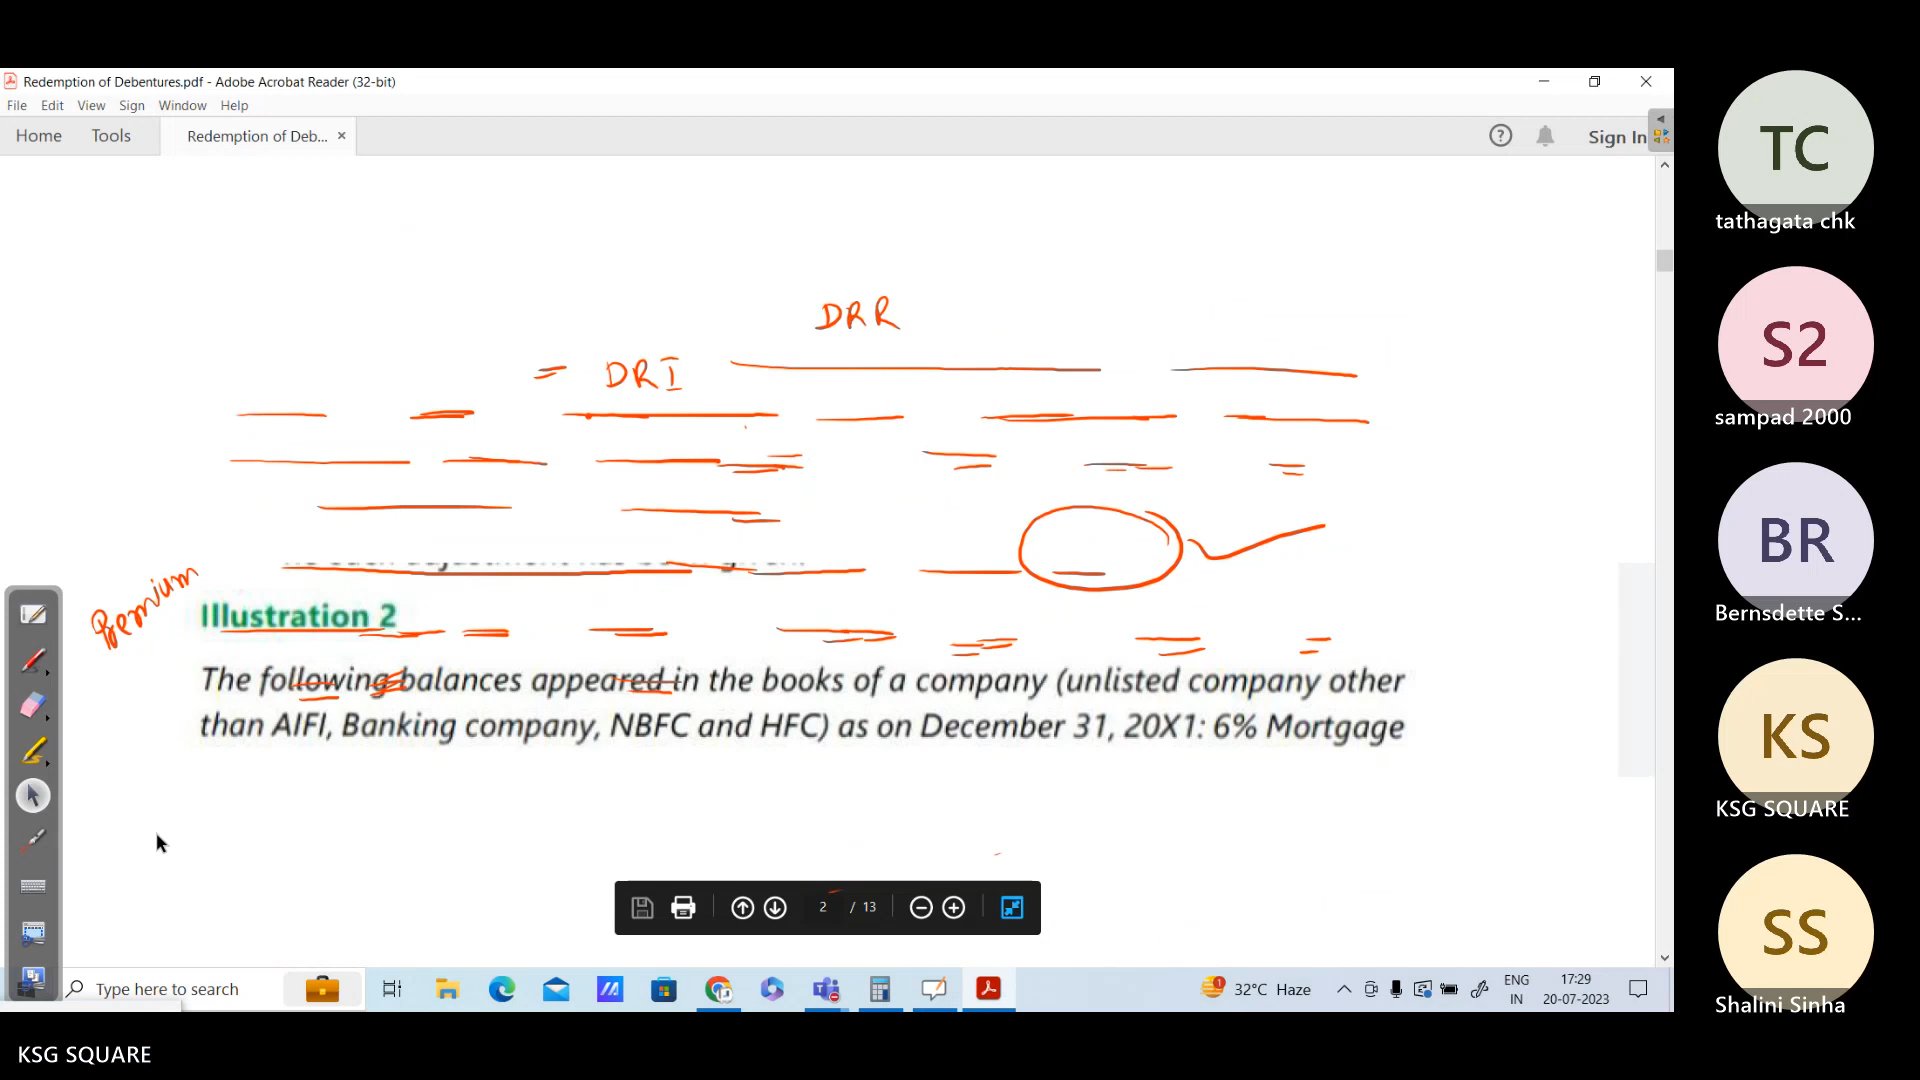 Redemption of Debentures.pdf - Adobe Acrobat Reader (32-bit)
File Edit View Sign Window Help
Home Tools Redemption of Deb... × Sign In
DRR
= DRI
Premium
Illustration 2
The following balances appeared in the books of a company (unlisted company other
than AIFI, Banking company, NBFC and HFC) as on December 31, 20X1: 6% Mortgage
2 / 13
Type here to search
1 32°C Haze
ENG
IN
17:29
20-07-2023
KSG SQUARE
TC
tathagata chk
S2
sampad 2000
BR
Bernsdette S...
KS
KSG SQUARE
SS
Shalini Sinha